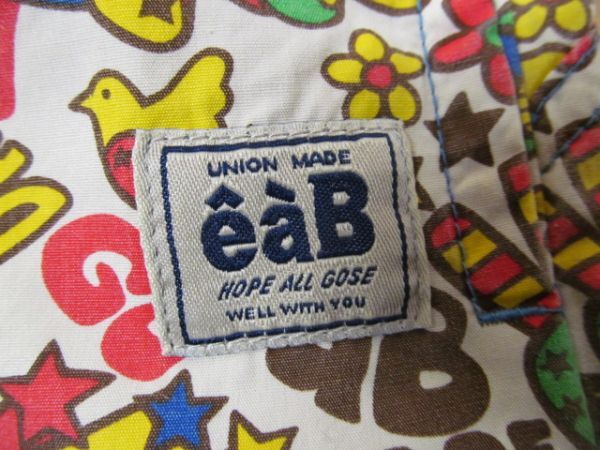 UNION MADE
êàB
HOPE ALL GOSE
WELL WITH YOU